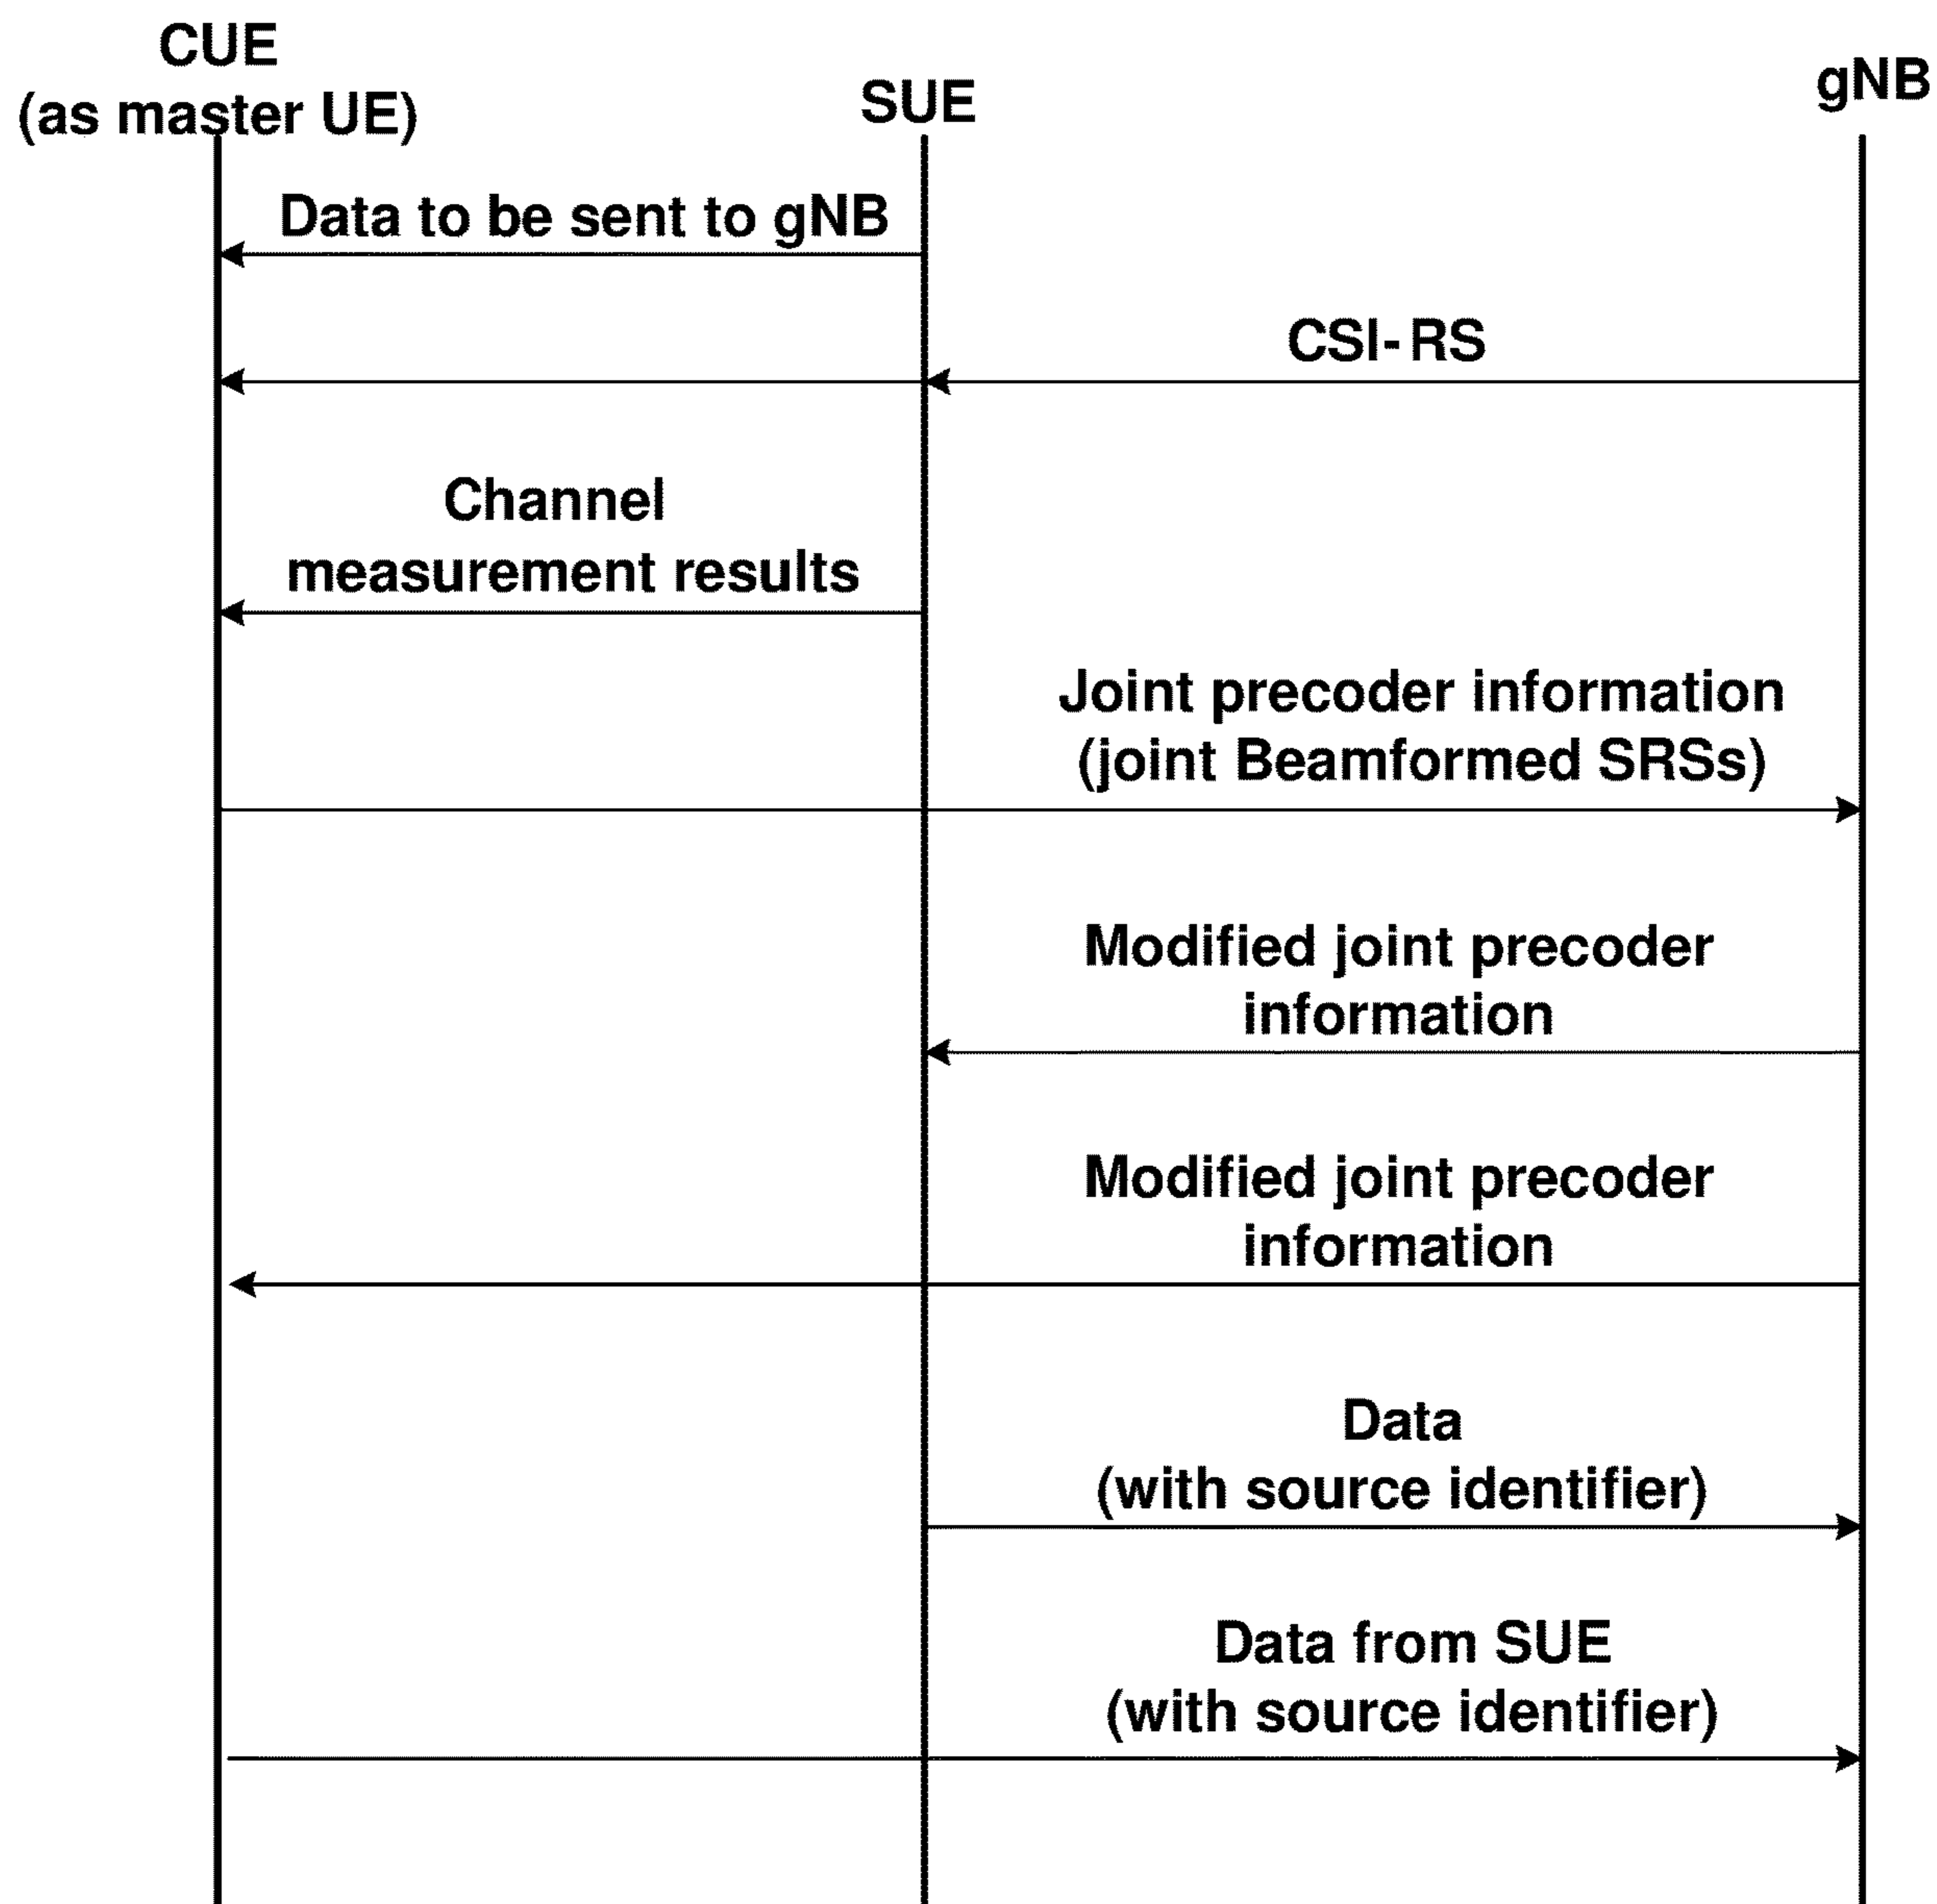 CUE
(as master UE)
SUE
gNB
Data to be sent to gNB
CSI-RS
Channel
measurement results
Joint precoder information
(joint Beamformed SRSs)
Modified joint precoder
information
Modified joint precoder
information
Data
(with source identifier)
Data from SUE
(with source identifier)